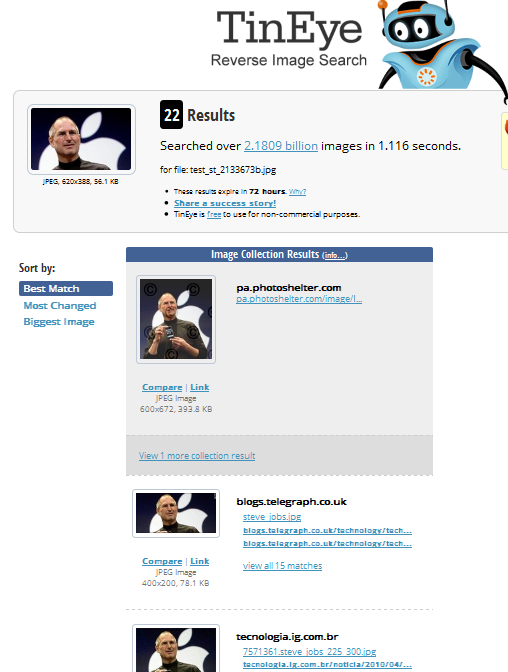 TinEye
Reverse Image Search
22 Results
Searched over 2.1809 billion images in 1.116 seconds.
for file: test_st_2133673b.jpg
JPEG, 620x388, 56.1 KB
These results expire in 72 hours. Why?
Share a success story!
TinEye is free to use for non-commercial purposes.
Sort by:
Best Match
Most Changed
Biggest Image
Image Collection Results (info...)
pa.photoshelter.com
pa.photoshelter.com/image/I...
Compare | Link
JPEG Image
600x672, 393.8 KB
View 1 more collection result
blogs.telegraph.co.uk
steve_jobs.jpg
blogs.telegraph.co.uk/technology/tech...
blogs.telegraph.co.uk/technology/tech...
view all 15 matches
Compare | Link
JPEG Image
400x200, 78.1 KB
tecnologia.ig.com.br
7571361.steve_jobs_225_300.jpg
tecnologia.ig.com.br/noticia/2010/04/...